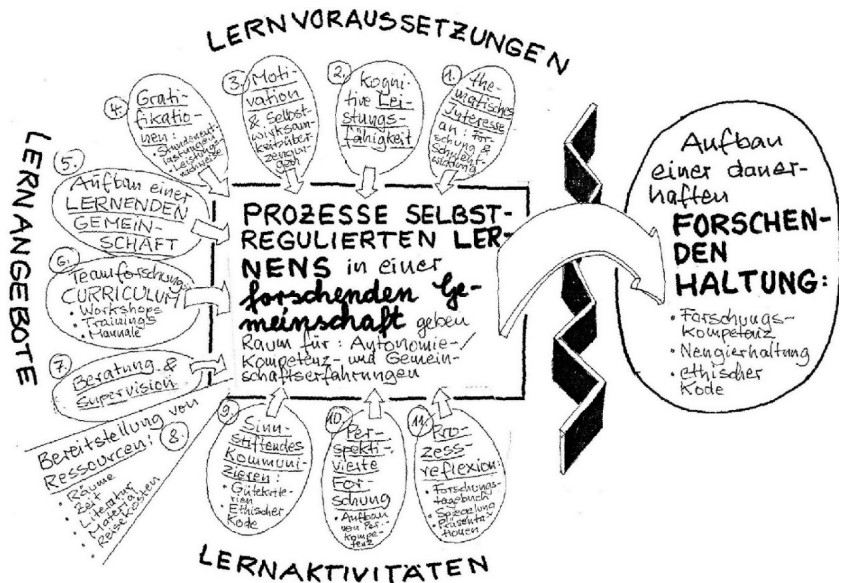 LERNVORAUSSETZUNGEN
1. the-
matisches
Interesse
an: For-
schung &
Schulent-
wicklung
2.
Kogni-
tive Lei-
stungs-
fähigkeit
3.
Moti-
vation
& Selbst-
wirksam-
keitsüber-
zeugung
4.
Grati-
fikatio-
nen:
LERNANGEBOTE
5.
Aufbau einer
LERNENDEN
GEMEIN-
SCHAFT
6.
Teamforschungs-
CURRICULUM
• Workshops
• Trainings
• Manuale
7.
Beratung &
Supervision
Bereitstellung von
Ressourcen: 8.
• Räume
• Zeit
• Literatur
• Material
• Reisekosten
PROZESSE SELBST-
REGULIERTEN LER-
NENS in einer
forschenden Ge-
meinschaft geben
Raum für: Autonomie-/
Kompetenz- und Gemein-
schaftserfahrungen
9.
Sinn-
stiftendes
Kommuni-
zieren:
• Gütekrite-
rien
• Ethischer
Kode
10.
Per-
spekti-
vierte
For-
schung
• Aufbau
von Per.-
kompe-
tenz
11.
Pro-
zess-
reflexion:
• Forschungs-
tagebuch
• Spiegelung
• Präsenta-
tionen
LERNAKTIVITÄTEN
Aufbau
einer dauer-
haften
FORSCHEN-
DEN
HALTUNG:
• Forschungs-
kompetenz
• Neugierhaltung
• ethischer
Kode